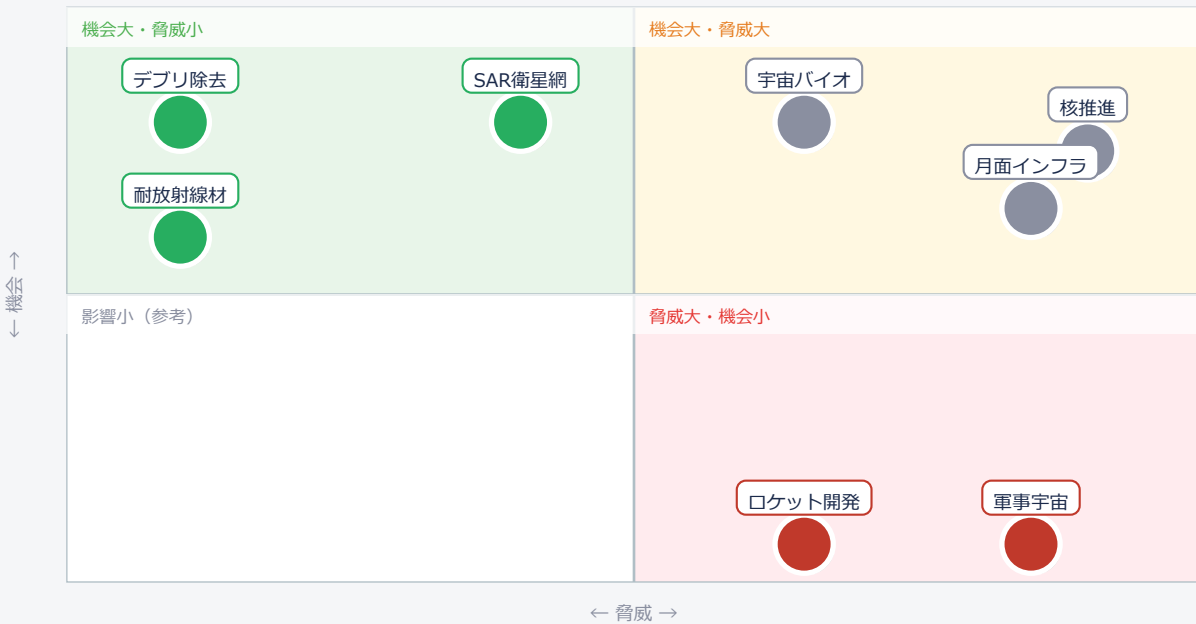 機会大・脅威小
機会大・脅威大
デブリ除去
SAR衛星網
宇宙バイオ
核推進
月面インフラ
耐放射線材
← 機会 →
影響小（参考）
脅威大・機会小
ロケット開発
軍事宇宙
← 脅威 →